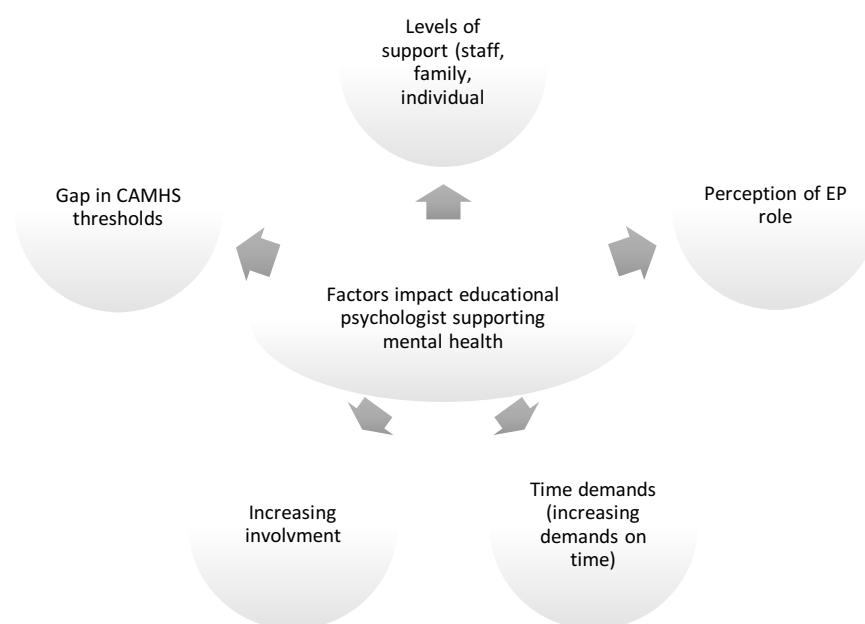 Levels of
support (staff,
family,
individual
Gap in CAMHS
thresholds
Perception of EP
role
Factors impact educational
psychologist supporting
mental health
Increasing
involvment
Time demands
(increasing
demands on
time)